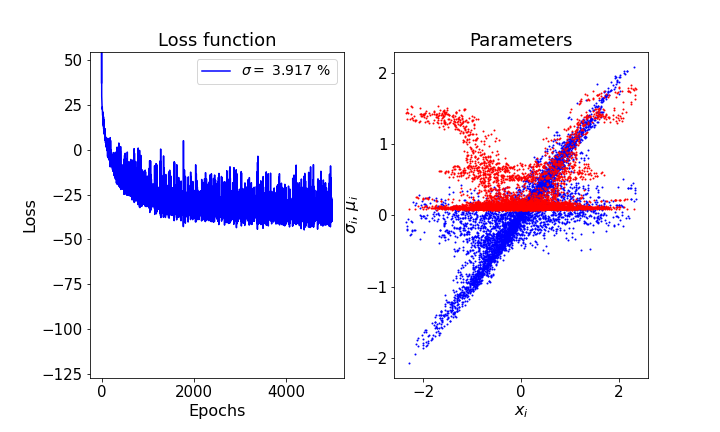 Loss function
50
25
0
−25
−50
−75
−100
−125
Loss
0
2000
4000
Epochs
σ = 3.917 %
Parameters
2
1
0
−1
−2
σᵢ, μᵢ
−2
0
2
xᵢ